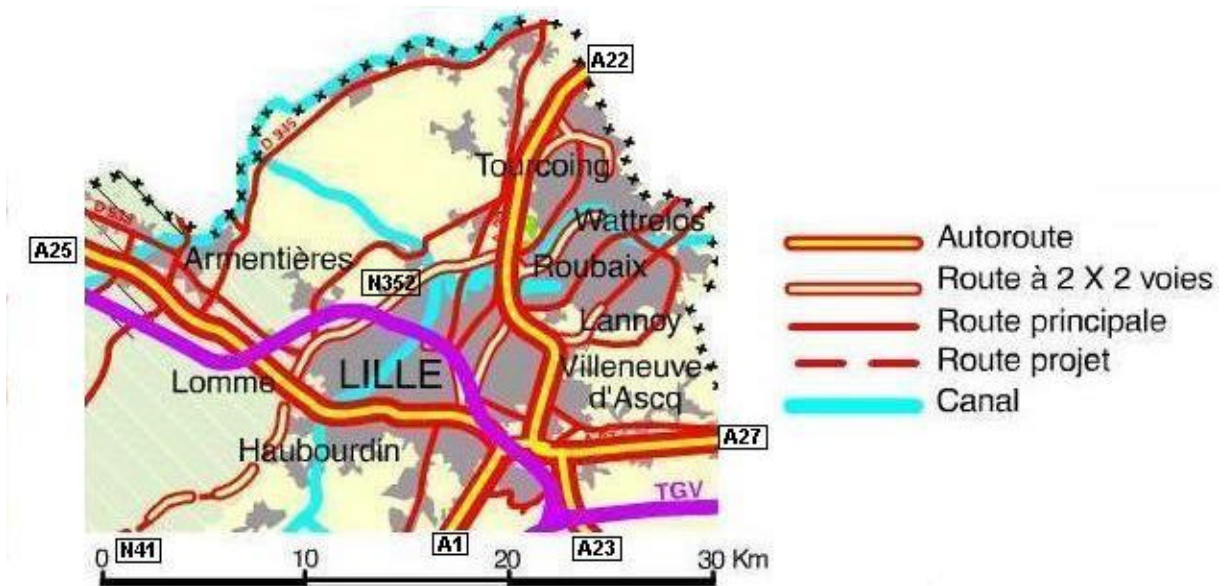 A22
D 945
Tourcoing
Wattrelos
A25
Armentières
N352
Roubaix
Lannoy
Lomme
LILLE
Villeneuve
d'Ascq
Haubourdin
A27
TGV
N41
A1
A23
0 10 20 30 Km
Autoroute
Route à 2 X 2 voies
Route principale
Route projet
Canal